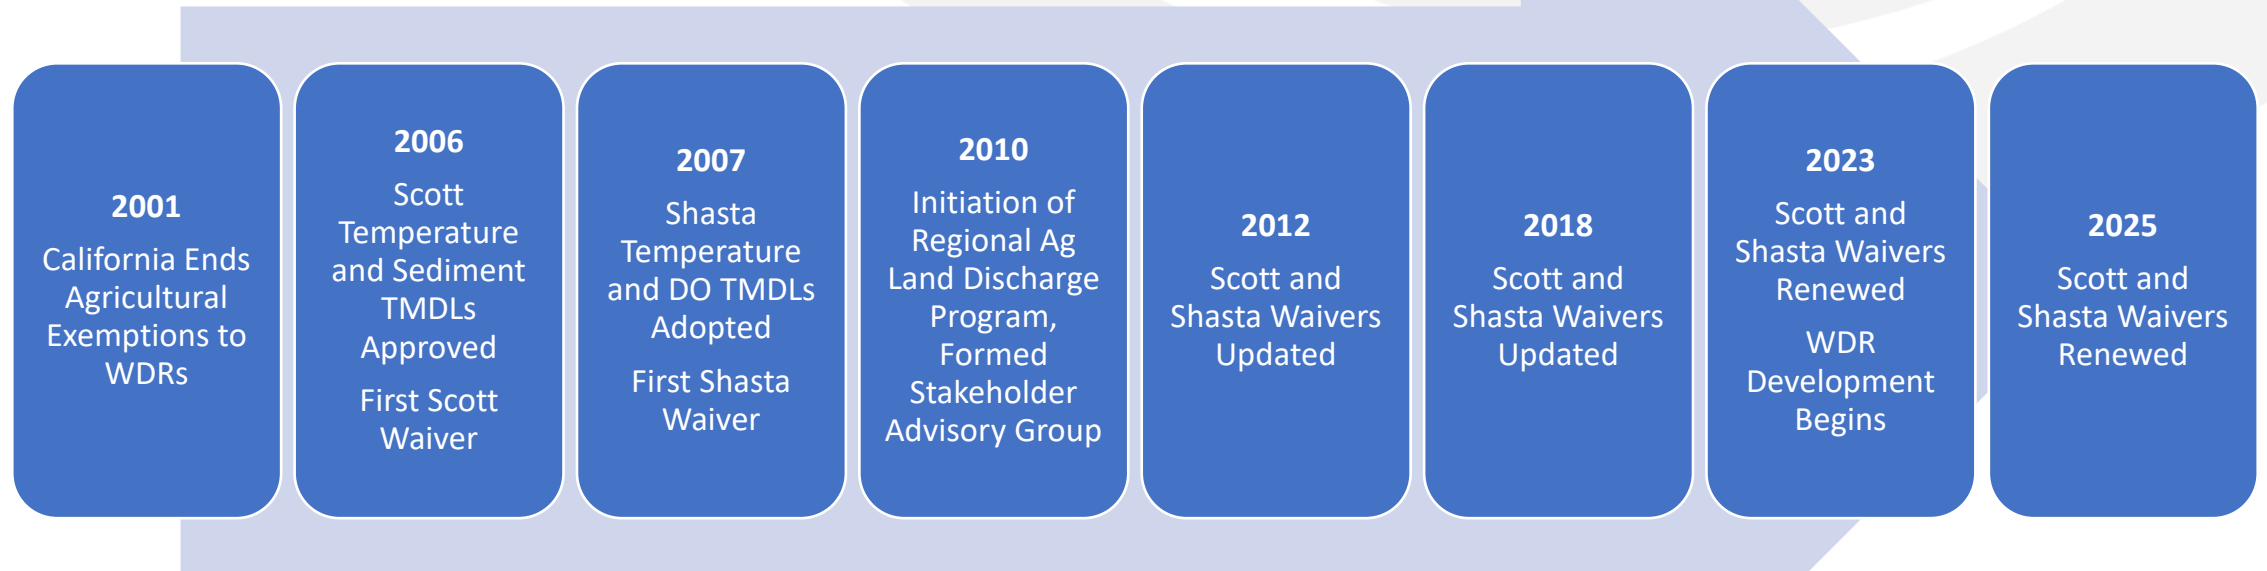 2001
California Ends
Agricultural
Exemptions to
WDRs
2006
Scott
Temperature
and Sediment
TMDLs
Approved
First Scott
Waiver
2007
Shasta
Temperature
and DO TMDLs
Adopted
First Shasta
Waiver
2010
Initiation of
Regional Ag
Land Discharge
Program,
Formed
Stakeholder
Advisory Group
2012
Scott and
Shasta Waivers
Updated
2018
Scott and
Shasta Waivers
Updated
2023
Scott and
Shasta Waivers
Renewed
WDR
Development
Begins
2025
Scott and
Shasta Waivers
Renewed